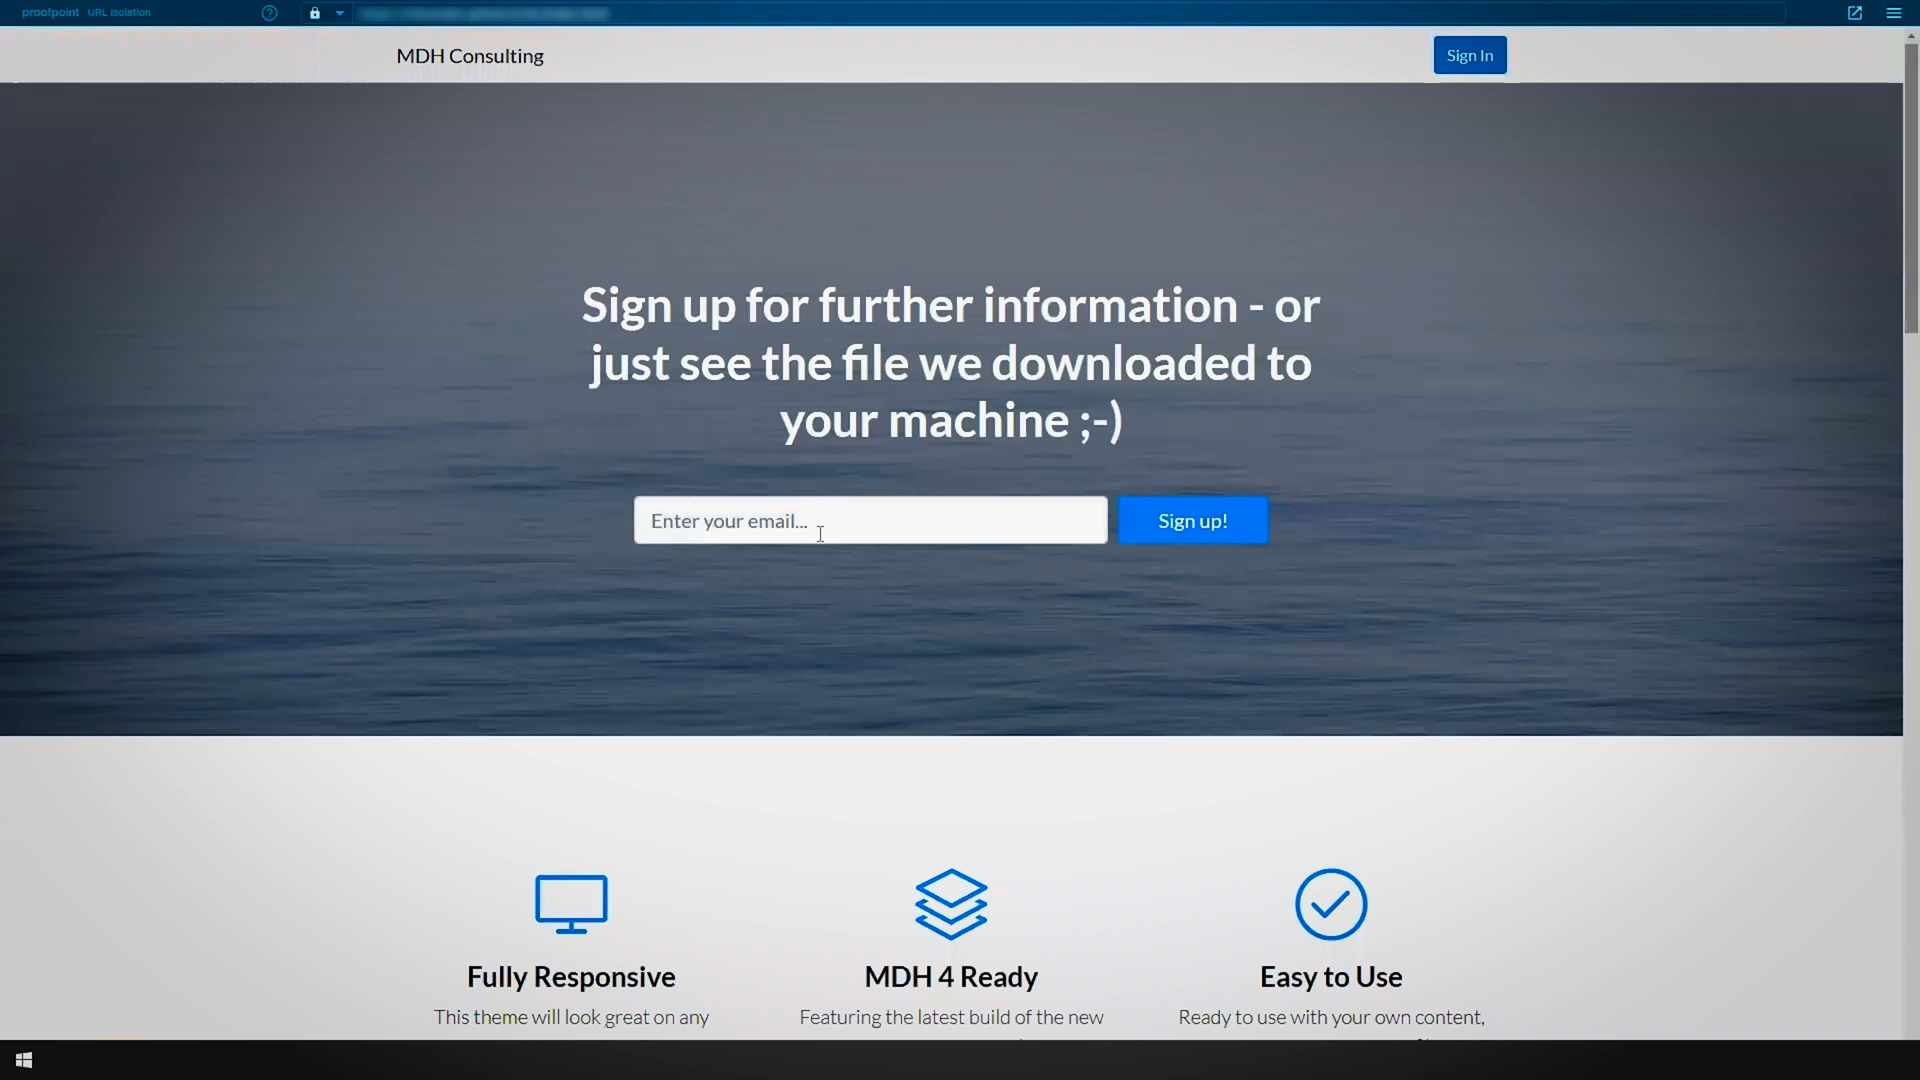 proofpoint URL Isolation
MDH Consulting
Sign In
Sign up for further information - or
just see the file we downloaded to
your machine ;-)
Enter your email...
Sign up!
Fully Responsive
MDH 4 Ready
Easy to Use
This theme will look great on any
Featuring the latest build of the new
Ready to use with your own content,